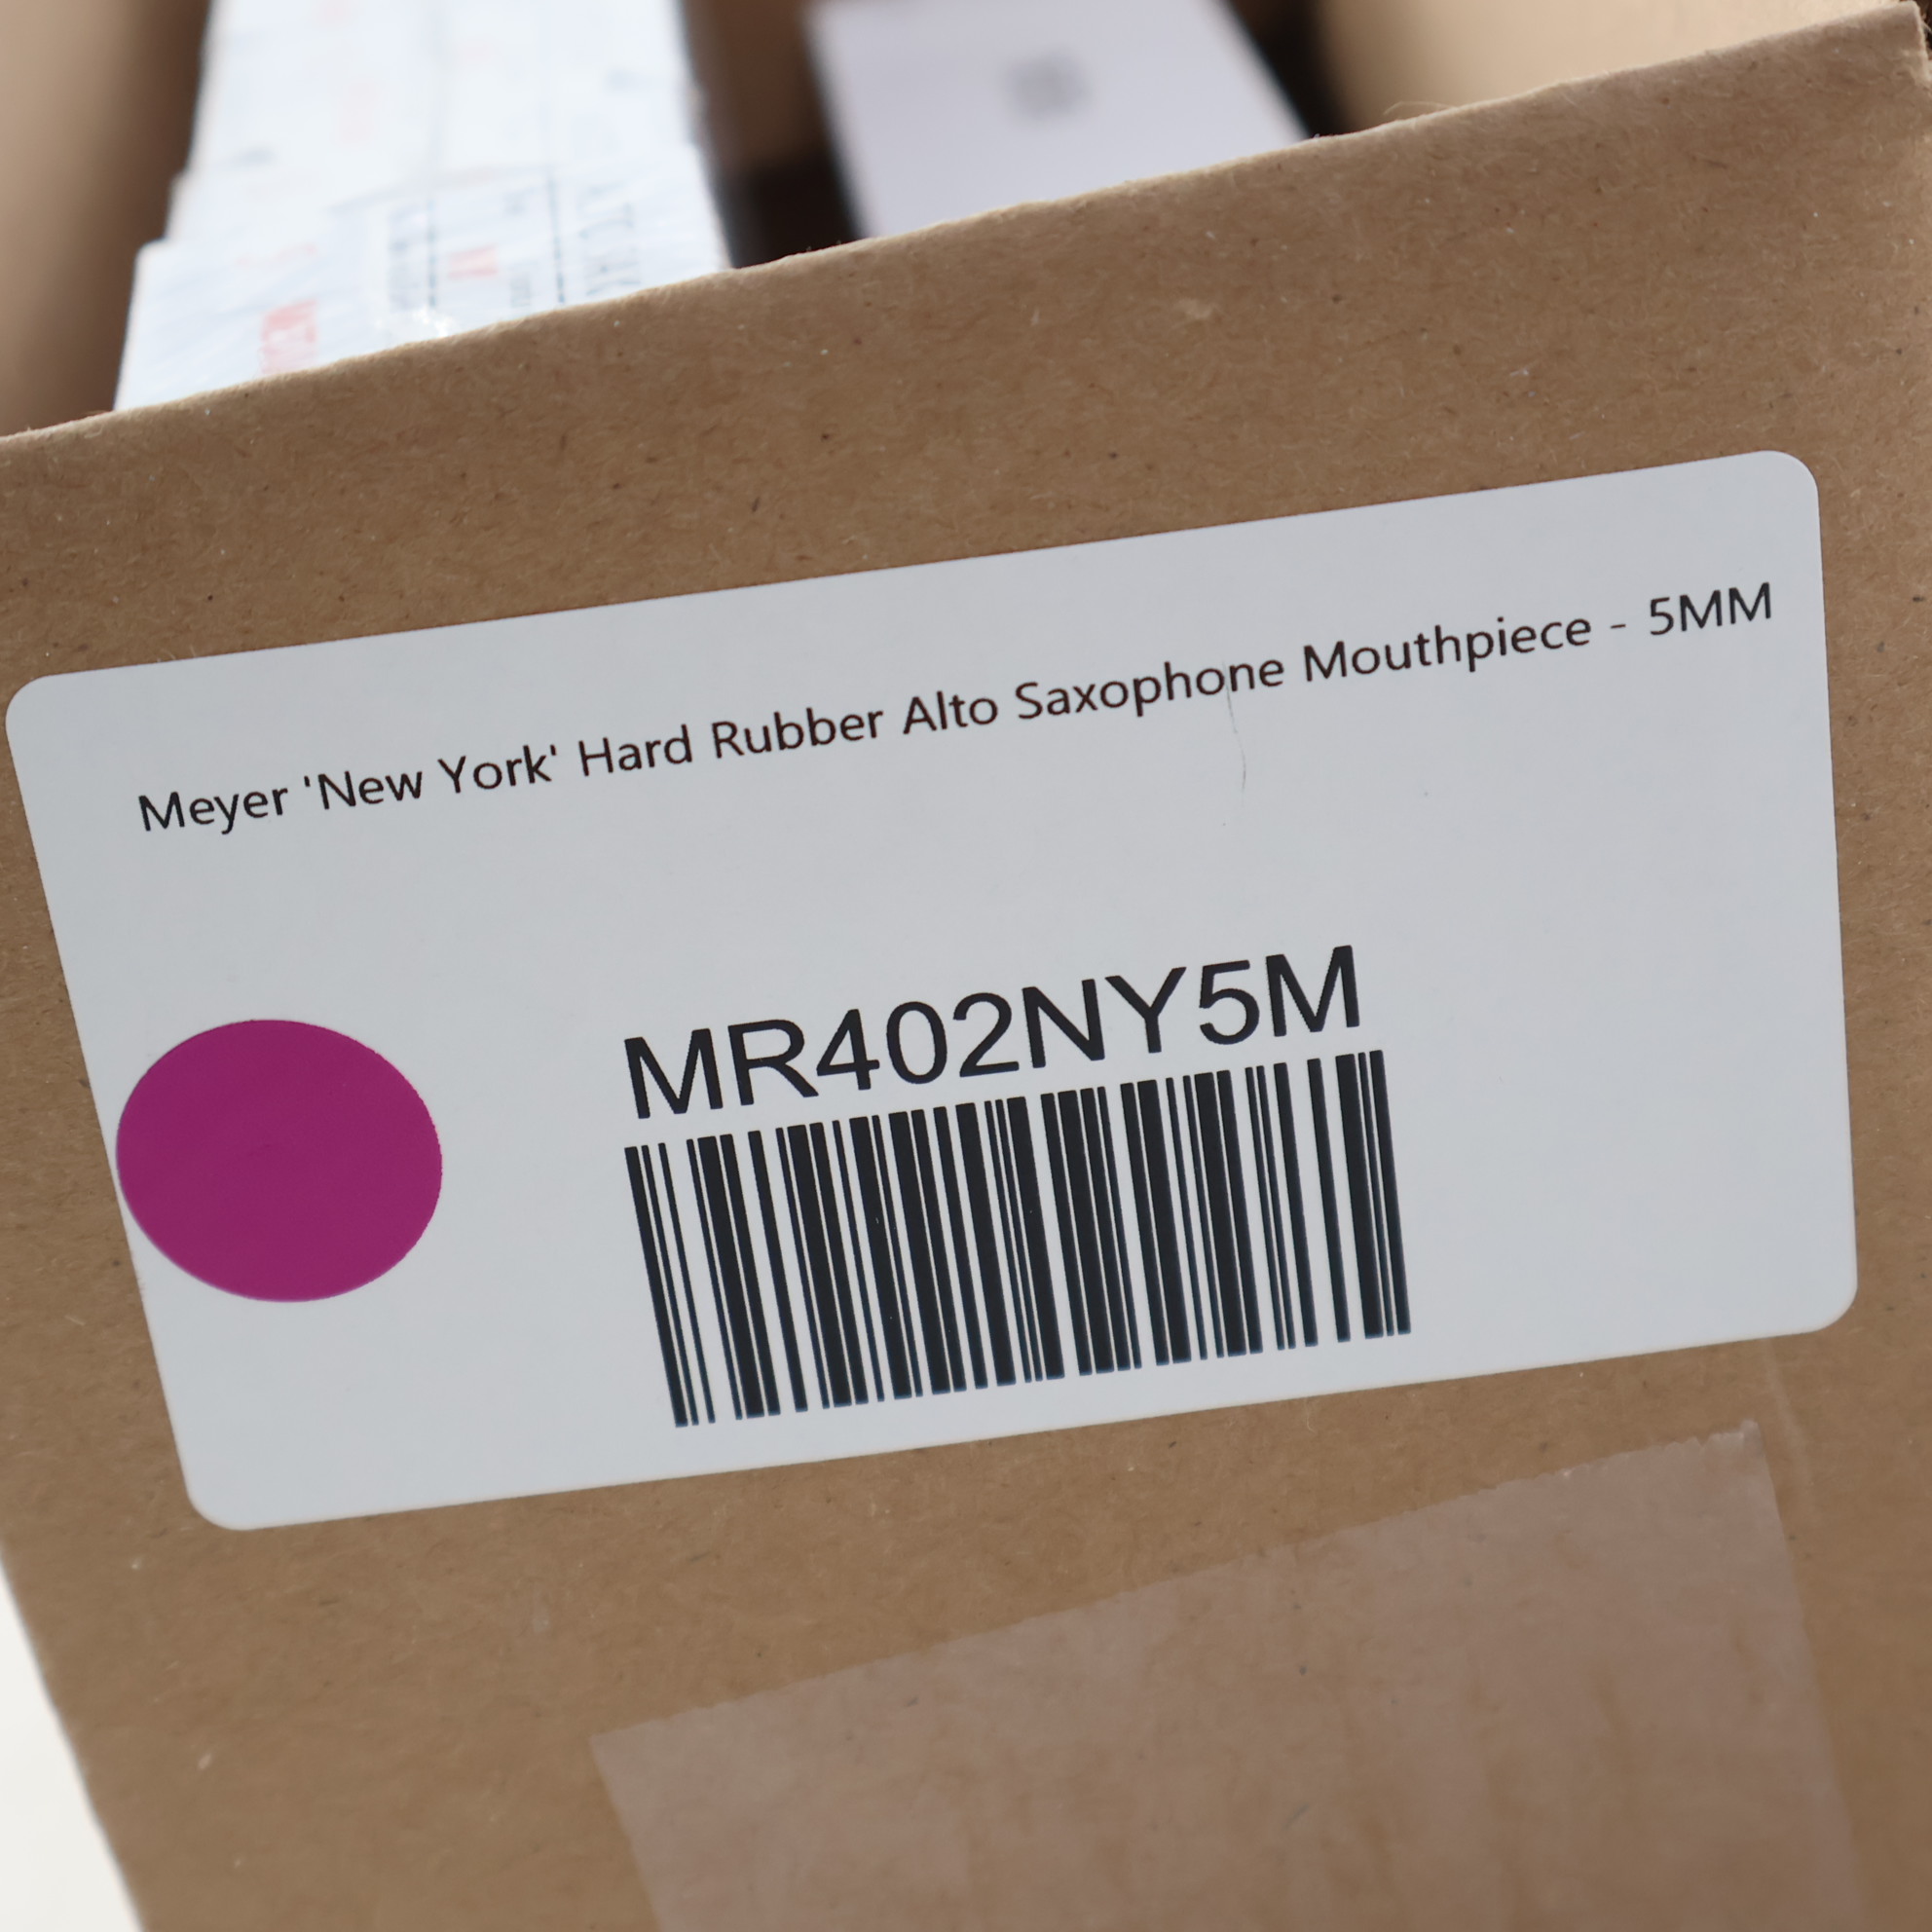 Meyer 'New York' Hard Rubber Alto Saxophone Mouthpiece - 5MM
MR402NY5M